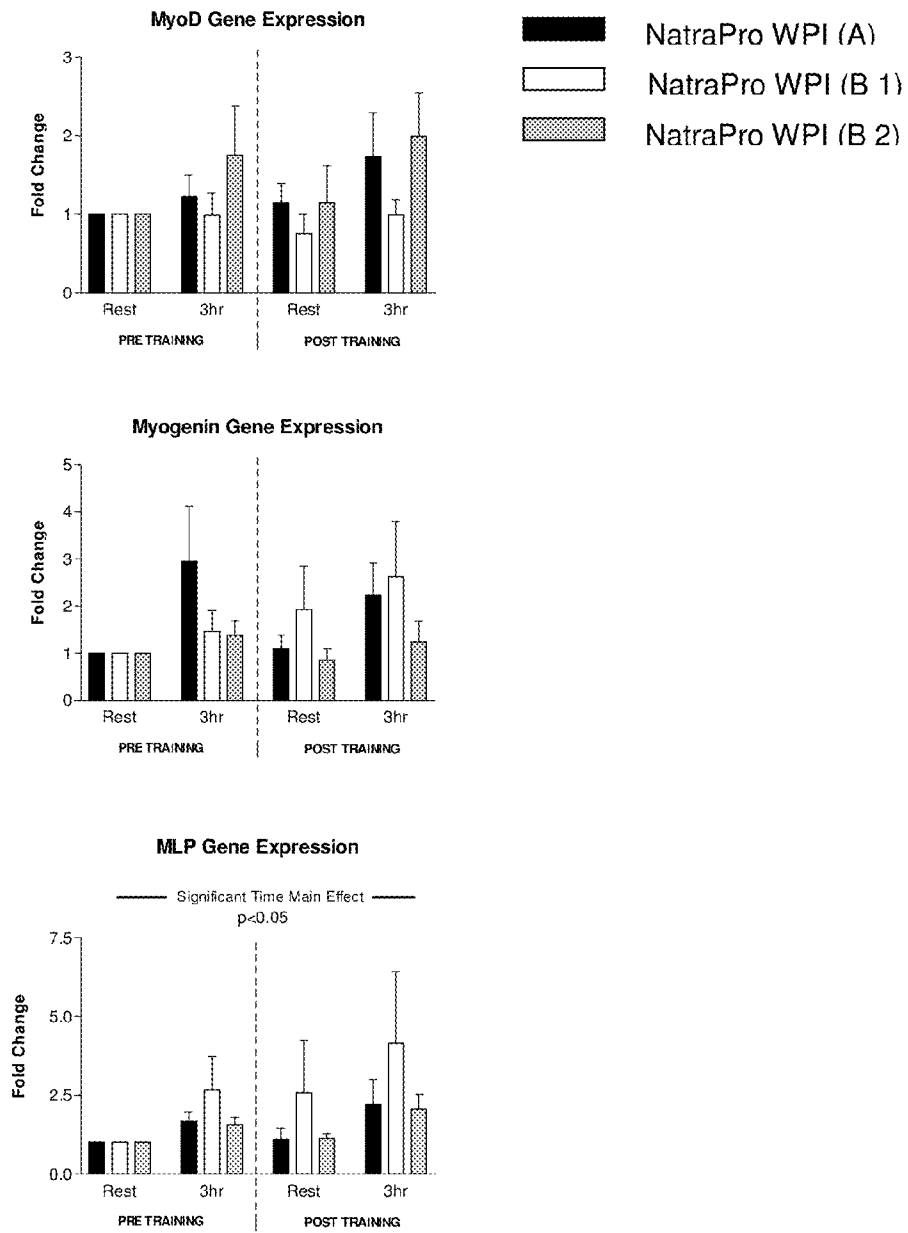 MyoD Gene Expression
NatraPro WPI (A)
NatraPro WPI (B 1)
NatraPro WPI (B 2)
Fold Change
3
2
1
0
Rest 3hr Rest 3hr
PRE TRAINING POST TRAINING
Myogenin Gene Expression
Fold Change
5
4
3
2
1
0
Rest 3hr Rest 3hr
PRE TRAINING POST TRAINING
MLP Gene Expression
Significant Time Main Effect
p<0.05
Fold Change
7.5
5.0
2.5
0.0
Rest 3hr Rest 3hr
PRE TRAINING POST TRAINING